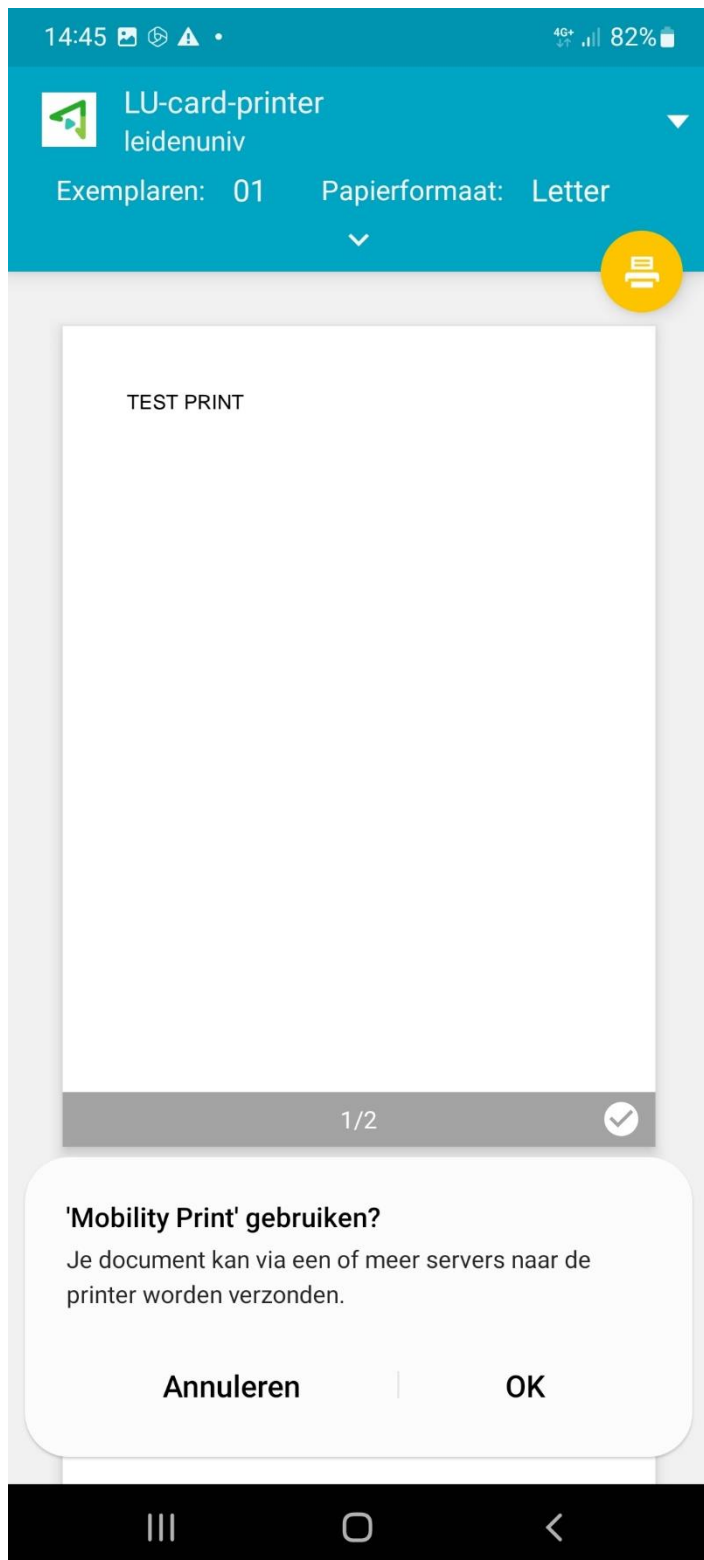 14:45
4G+
82%
LU-card-printer
leidenuniv
Exemplaren: 01 Papierformaat: Letter
TEST PRINT
1/2
'Mobility Print' gebruiken?
Je document kan via een of meer servers naar de
printer worden verzonden.
Annuleren OK